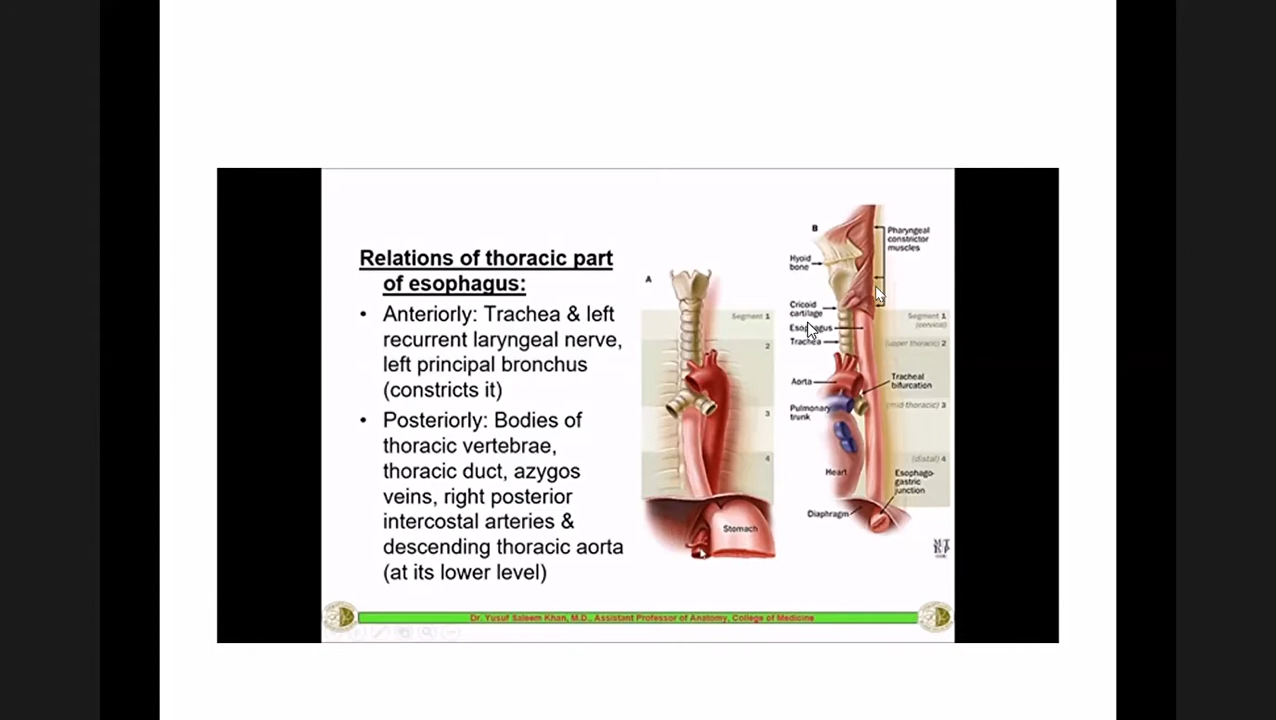 Relations of thoracic part
of esophagus:
• Anteriorly: Trachea & left
recurrent laryngeal nerve,
left principal bronchus
(constricts it)
• Posteriorly: Bodies of
thoracic vertebrae,
thoracic duct, azygos
veins, right posterior
intercostal arteries &
descending thoracic aorta
(at its lower level)
A
Segment 1
2
3
4
Stomach
B
Pharyngeal
constrictor
muscles
Hyoid
bone
Cricoid
cartilage
Esophagus
Trachea
Segment 1
(cervical)
(upper thoracic) 2
Aorta
Tracheal
bifurcation
Pulmonary
trunk
(mid-thoracic) 3
Heart
(distal) 4
Esophago-
gastric
junction
Diaphragm
Dr. Yusuf Saleem Khan, M.D., Assistant Professor of Anatomy, College of Medicine